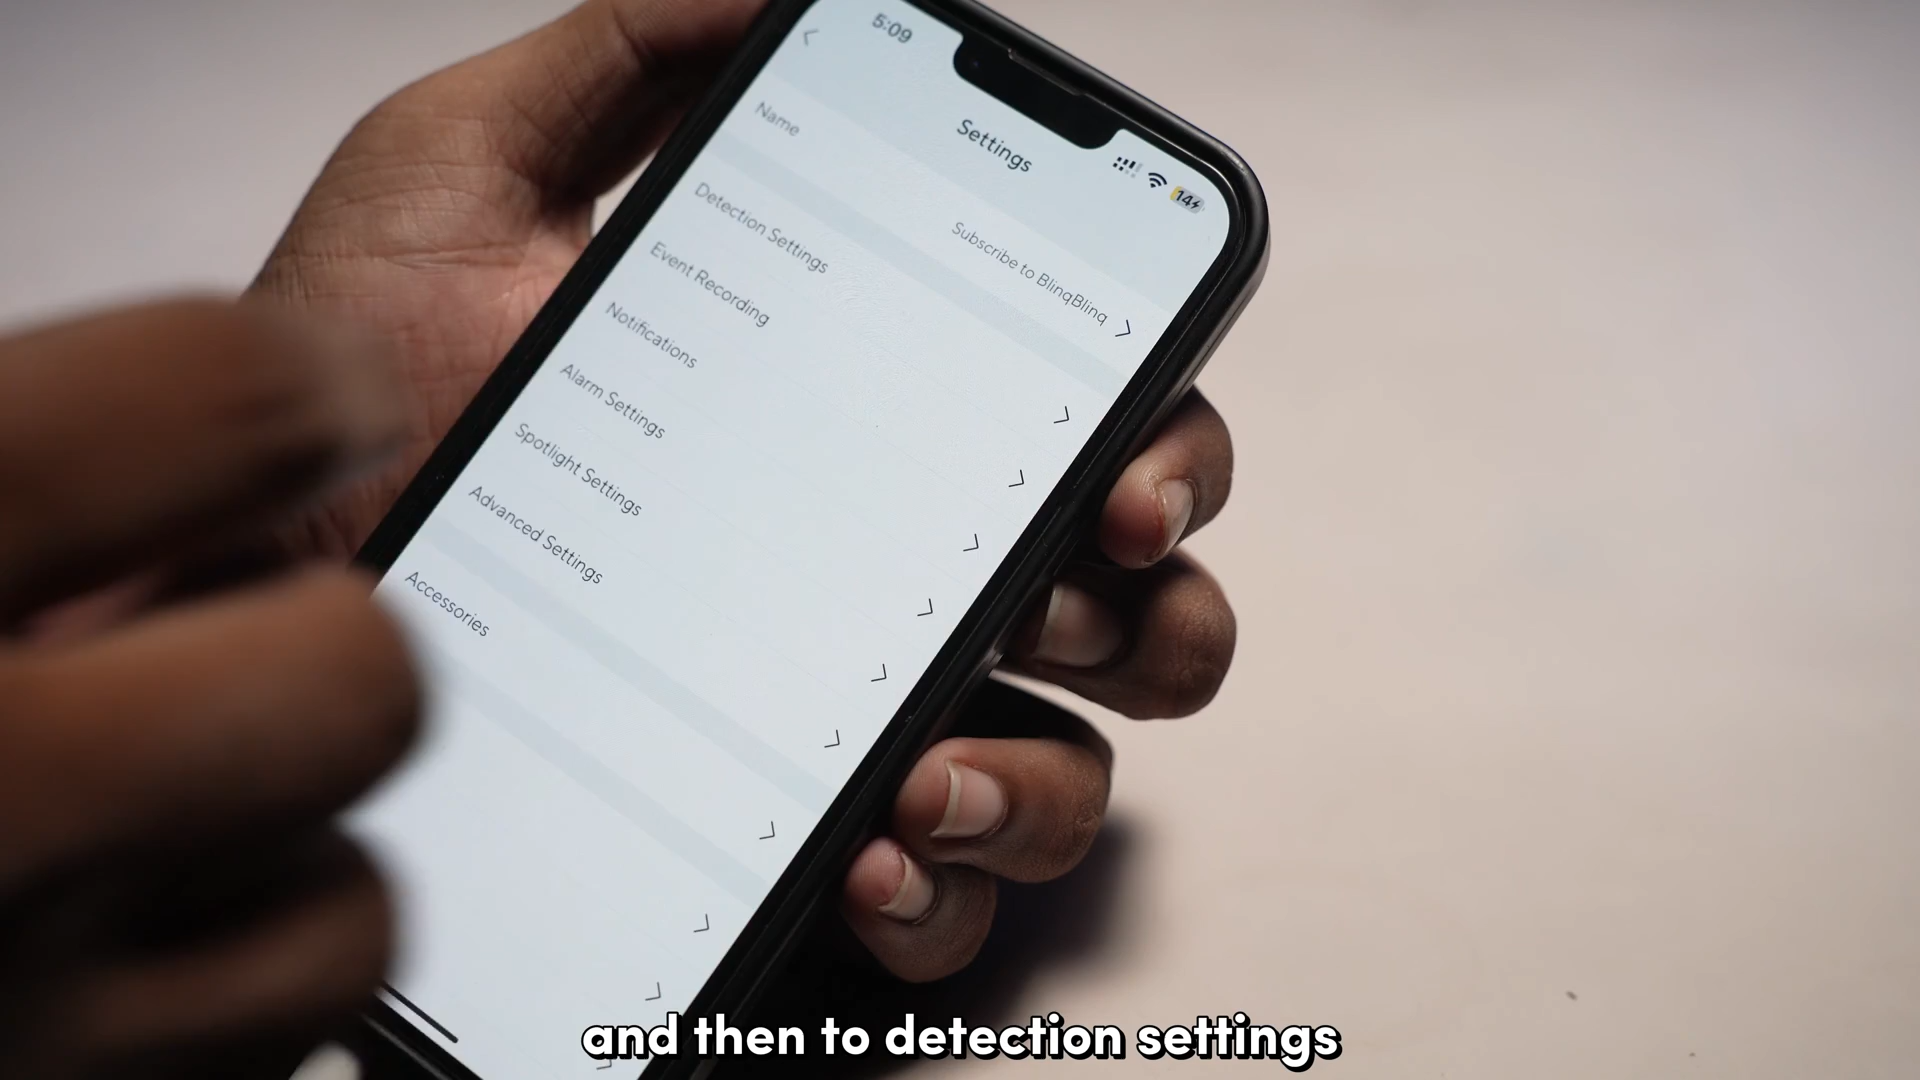 5:09
14
Settings
Name
Subscribe to BlinqBlinq
Detection Settings
Event Recording
Notifications
Alarm Settings
Spotlight Settings
Advanced Settings
Accessories
and then to detection settings